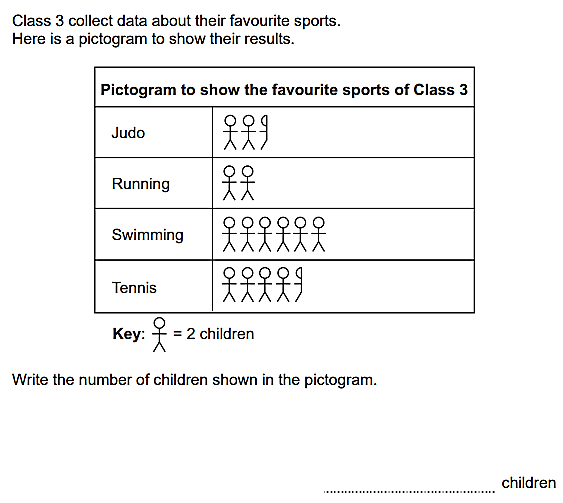 Class 3 collect data about their favourite sports.
Here is a pictogram to show their results.
Pictogram to show the favourite sports of Class 3
Judo
Running
Swimming
Tennis
Key: = 2 children
Write the number of children shown in the pictogram.
children